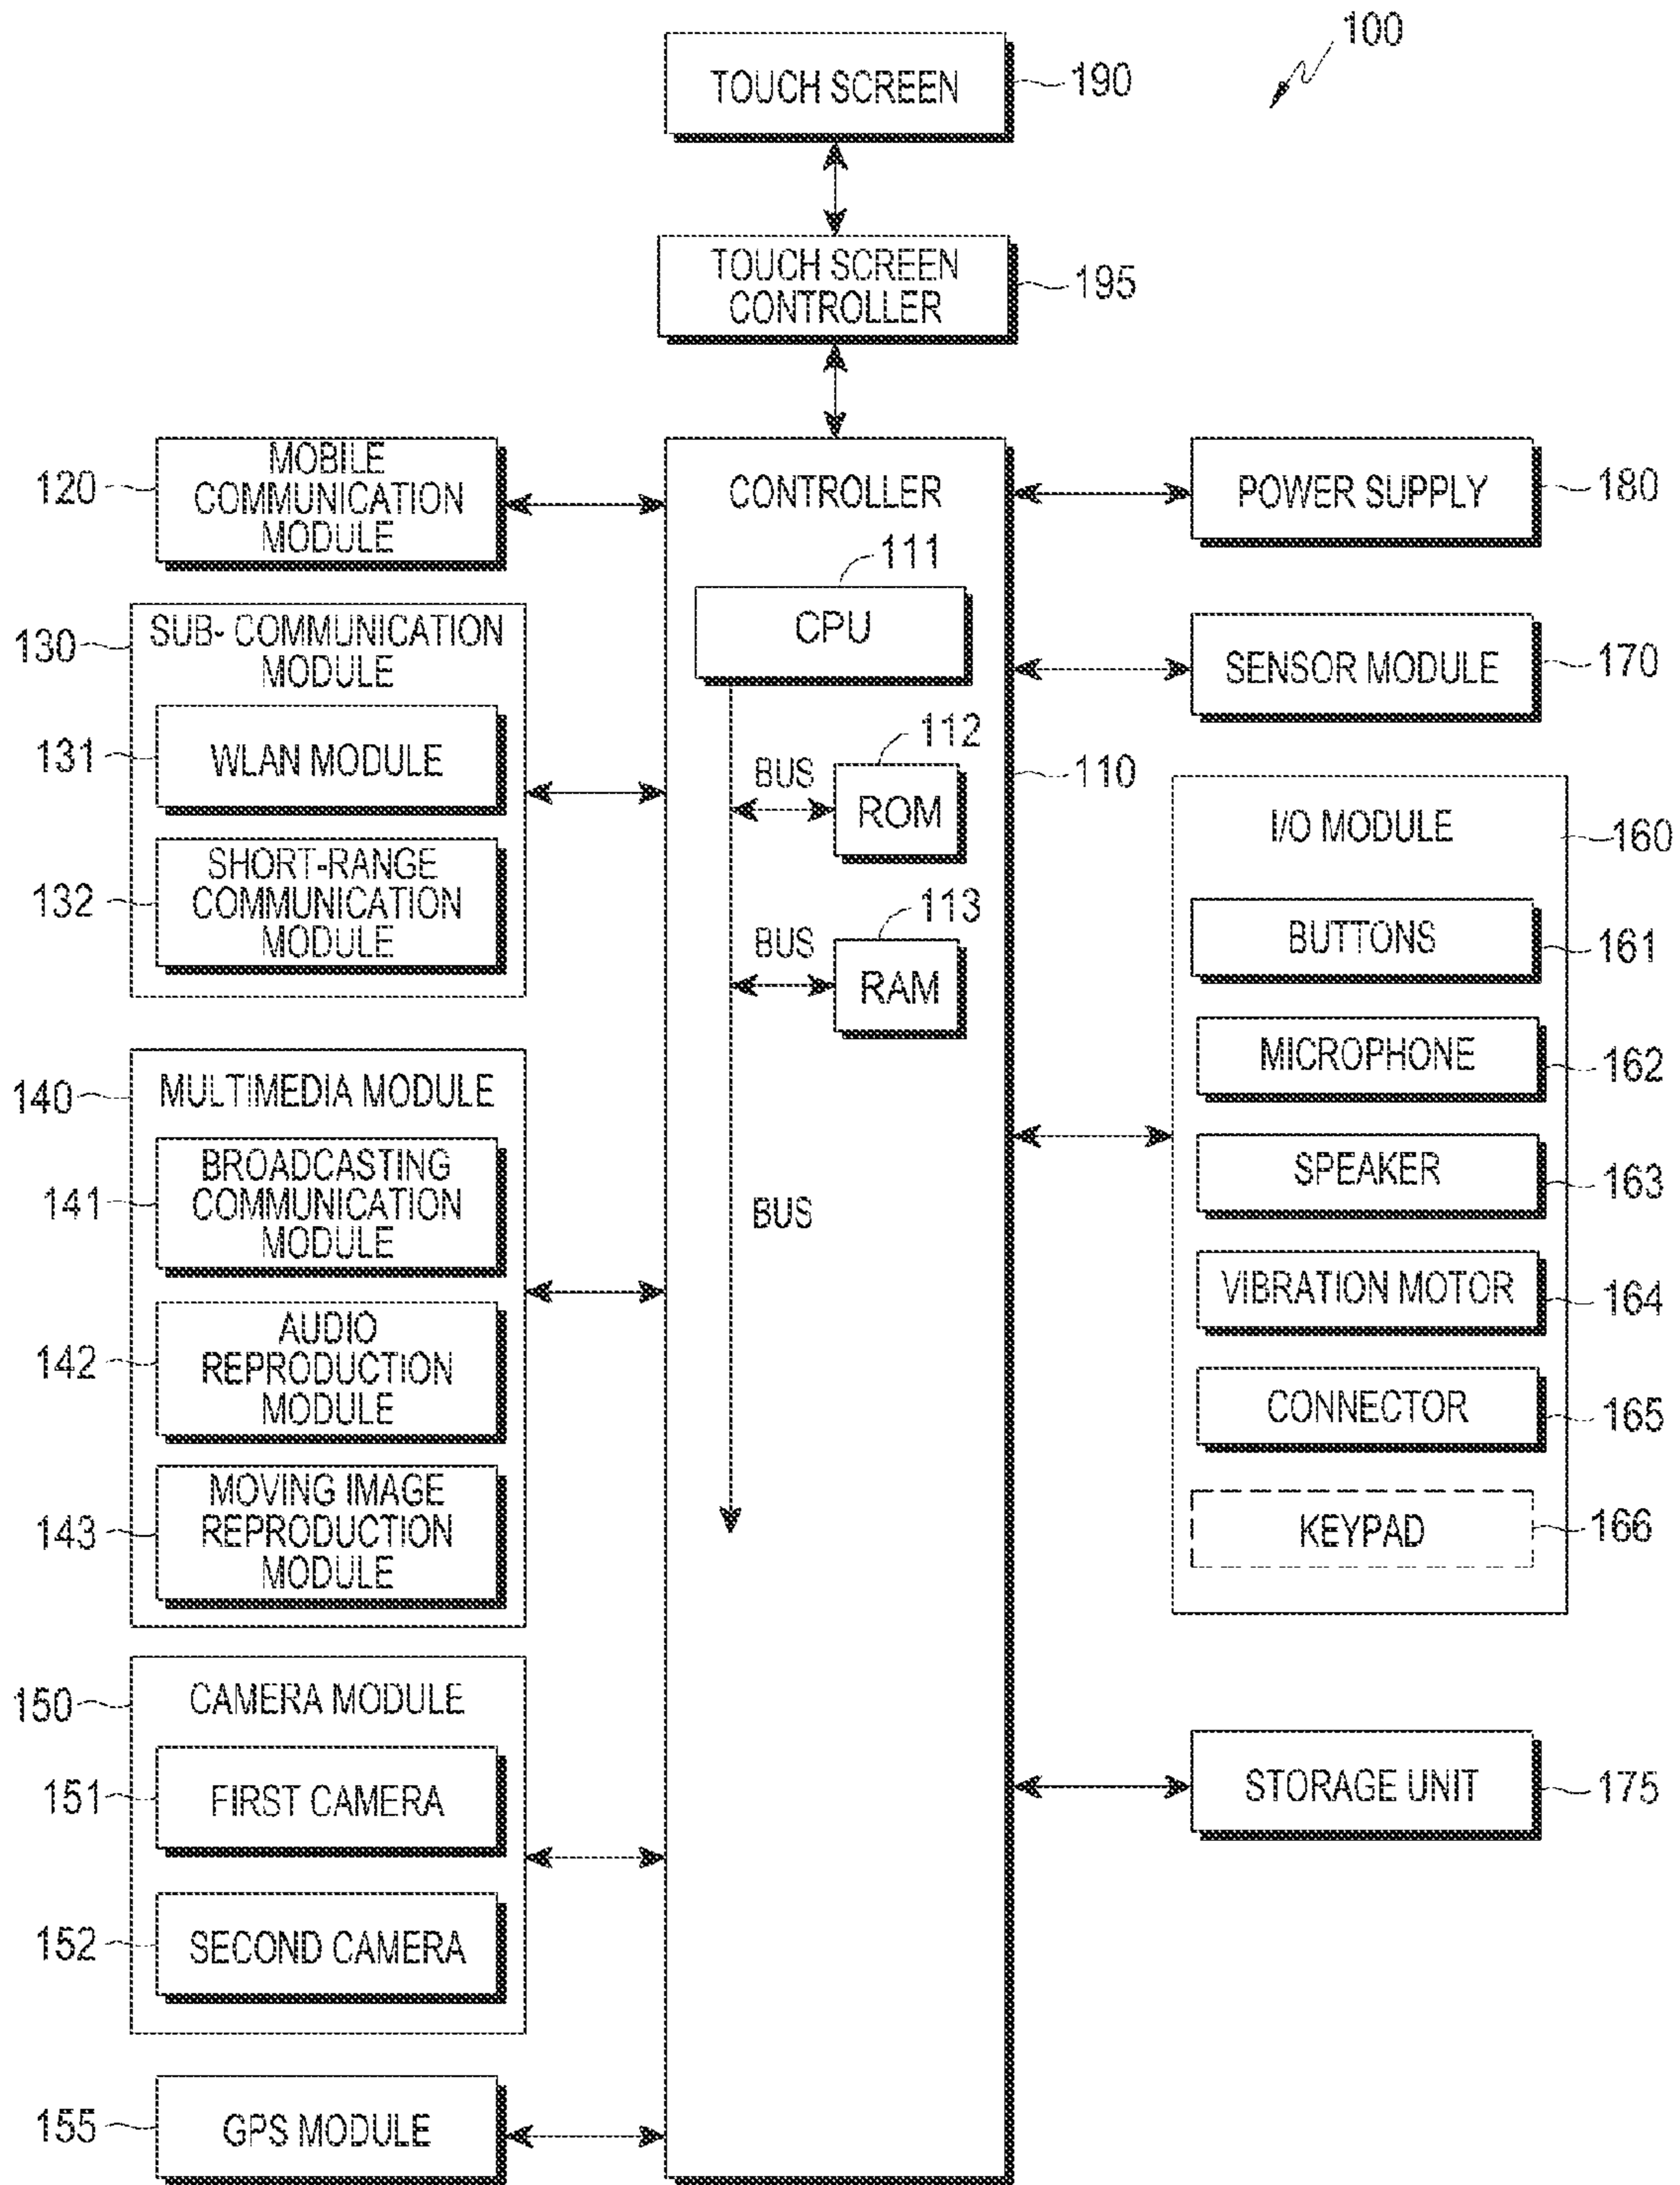 100
TOUCH SCREEN
190
TOUCH SCREEN
CONTROLLER
195
120
MOBILE
COMMUNICATION
MODULE
130
SUB- COMMUNICATION
MODULE
131
WLAN MODULE
132
SHORT-RANGE
COMMUNICATION
MODULE
140
MULTIMEDIA MODULE
141
BROADCASTING
COMMUNICATION
MODULE
142
AUDIO
REPRODUCTION
MODULE
143
MOVING IMAGE
REPRODUCTION
MODULE
150
CAMERA MODULE
151
FIRST CAMERA
152
SECOND CAMERA
155
GPS MODULE
CONTROLLER
111
CPU
112
BUS
ROM
113
BUS
RAM
BUS
110
POWER SUPPLY
180
SENSOR MODULE
170
I/O MODULE
160
BUTTONS
161
MICROPHONE
162
SPEAKER
163
VIBRATION MOTOR
164
CONNECTOR
165
KEYPAD
166
STORAGE UNIT
175